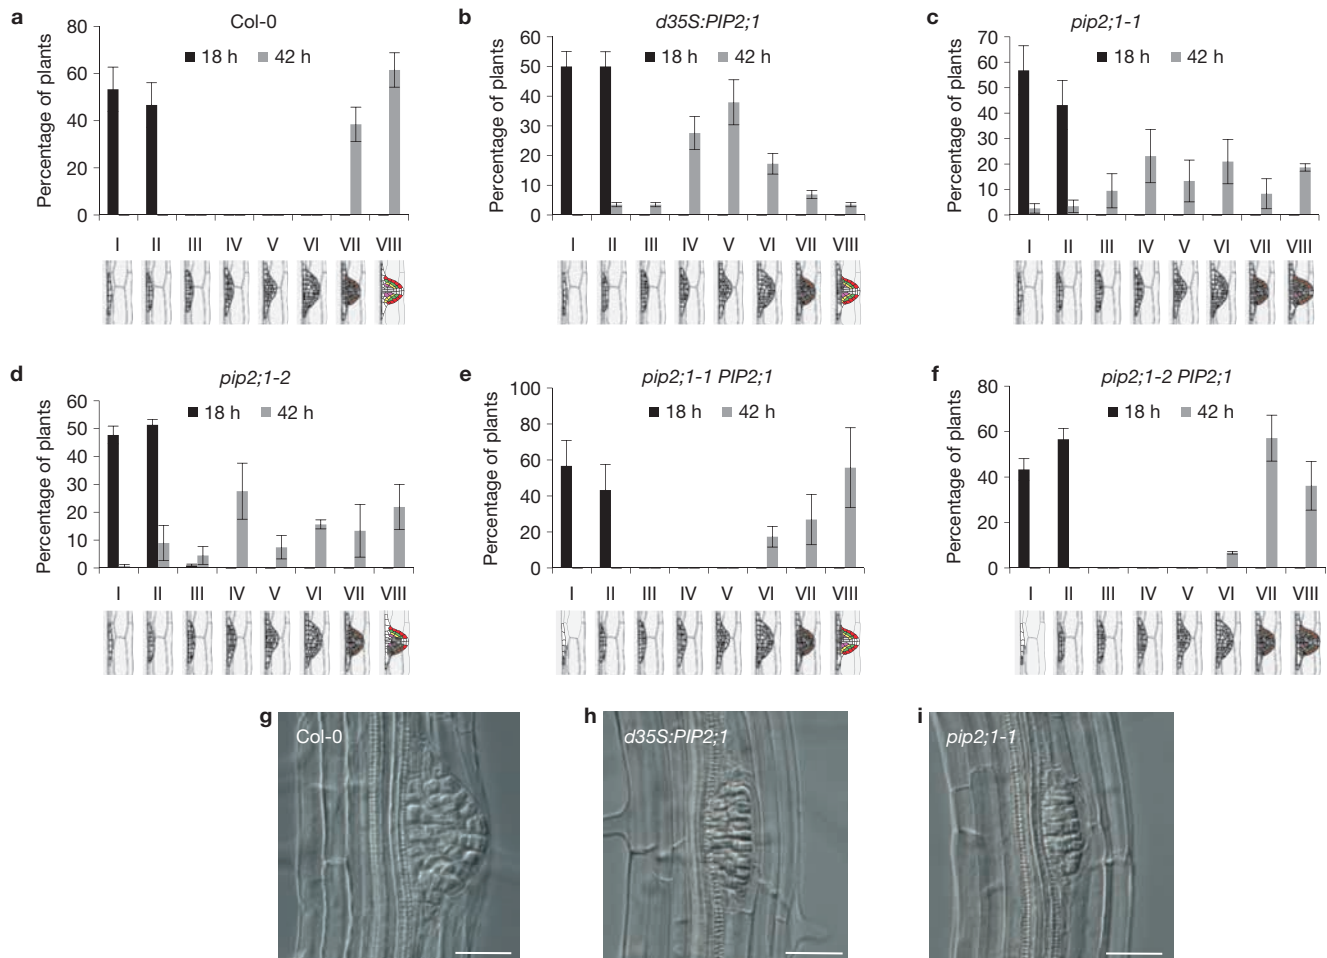 a
Col-0
Percentage of plants
18 h 42 h
80
60
40
20
0
I II III IV V VI VII VIII
b
d35S:PIP2;1
Percentage of plants
18 h 42 h
60
50
40
30
20
10
0
I II III IV V VI VII VIII
c
pip2;1-1
Percentage of plants
18 h 42 h
70
60
50
40
30
20
10
0
I II III IV V VI VII VIII
d
pip2;1-2
Percentage of plants
18 h 42 h
60
50
40
30
20
10
0
I II III IV V VI VII VIII
e
pip2;1-1 PIP2;1
Percentage of plants
18 h 42 h
100
80
60
40
20
0
I II III IV V VI VII VIII
f
pip2;1-2 PIP2;1
Percentage of plants
18 h 42 h
80
60
40
20
0
I II III IV V VI VII VIII
g
Col-0
h
d35S:PIP2;1
i
pip2;1-1